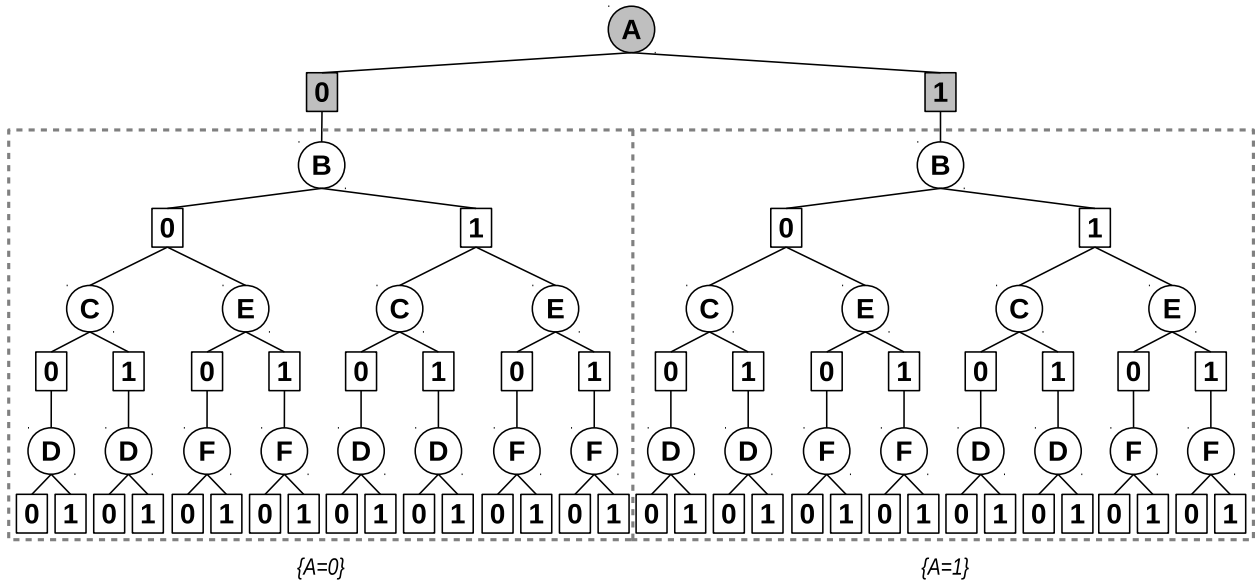 A
0 1
B B
0 1 0 1
C E C E C E C E
0 1 0 1 0 1 0 1 0 1 0 1 0 1 0 1
D D F F D D F F D D F F D D F F
0 1 0 1 0 1 0 1 0 1 0 1 0 1 0 1 0 1 0 1 0 1 0 1 0 1 0 1 0 1 0 1
{A=0} {A=1}